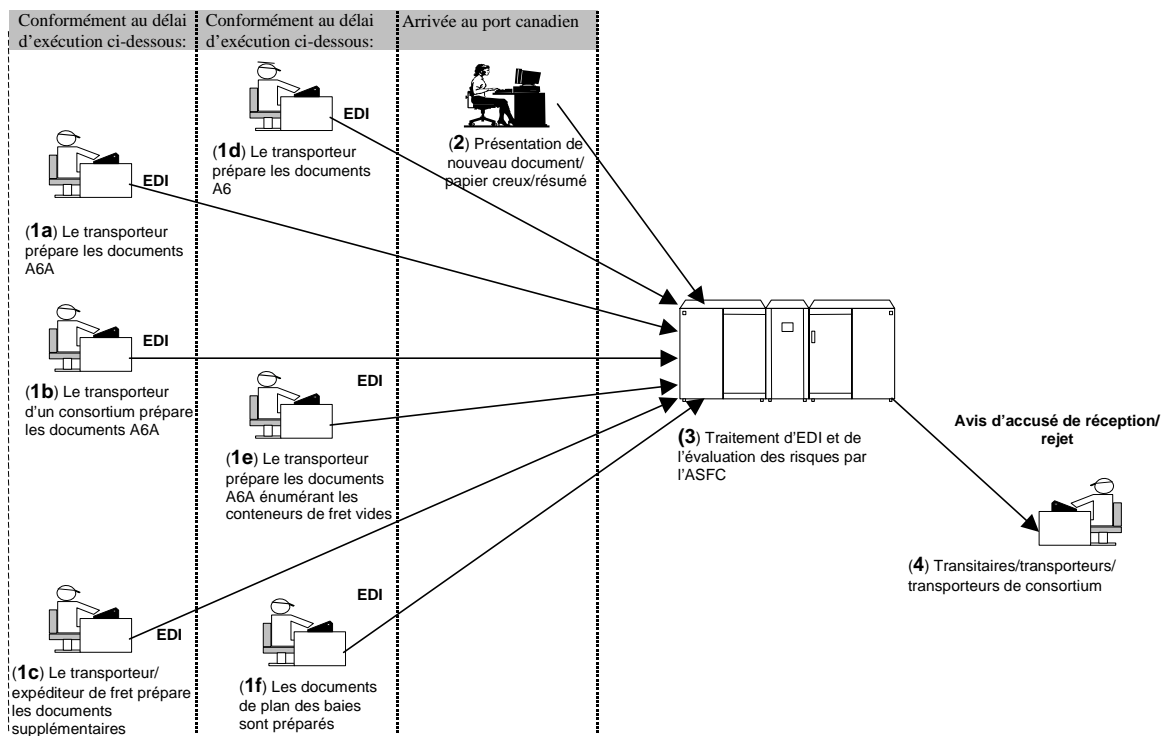 Conformément au délai
d'exécution ci-dessous:
Conformément au délai
d'exécution ci-dessous:
Arrivée au port canadien
EDI
(1d) Le transporteur
prépare les documents
A6
(2) Présentation de
nouveau document/
papier creux/résumé
EDI
(1a) Le transporteur
prépare les documents
A6A
EDI
(1b) Le transporteur
d'un consortium prépare
les documents A6A
EDI
(1e) Le transporteur
prépare les documents
A6A énumérant les
conteneurs de fret vides
(3) Traitement d'EDI et de
l'évaluation des risques par
l'ASFC
Avis d'accusé de réception/
rejet
(4) Transitaires/transporteurs/
transporteurs de consortium
EDI
(1c) Le transporteur/
expéditeur de fret prépare
les documents
supplémentaires
EDI
(1f) Les documents
de plan des baies
sont préparés